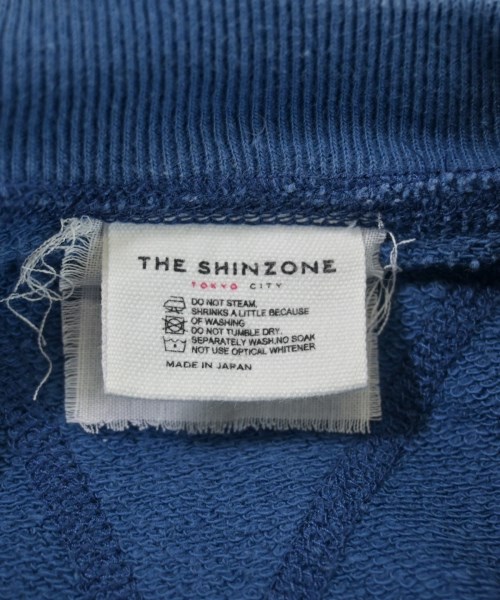 THE SHINZONE
TOKYO CITY
DO NOT STEAM.
SHRINKS A LITTLE BECAUSE
OF WASHING
DO NOT TUMBLE DRY.
SEPARATELY WASH.NO SOAK
NOT USE OPTICAL WHITENER
MADE IN JAPAN